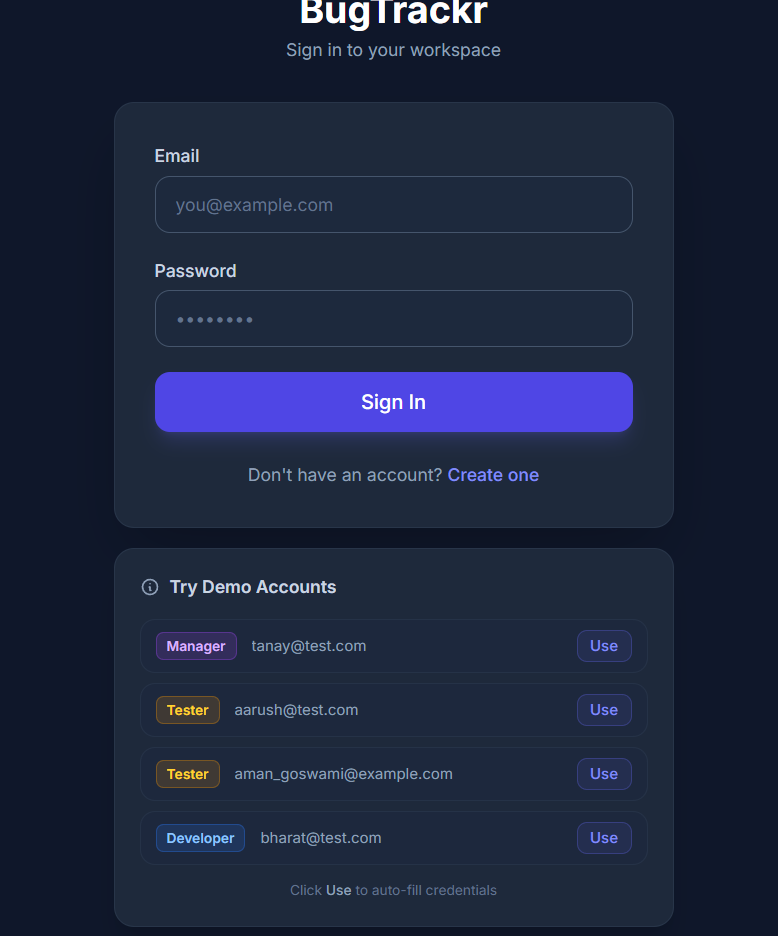 BugTrackr
Sign in to your workspace
Email
you@example.com
Password
••••••••
Sign In
Don't have an account? Create one
Try Demo Accounts
Manager tanay@test.com Use
Tester aarush@test.com Use
Tester aman_goswami@example.com Use
Developer bharat@test.com Use
Click Use to auto-fill credentials